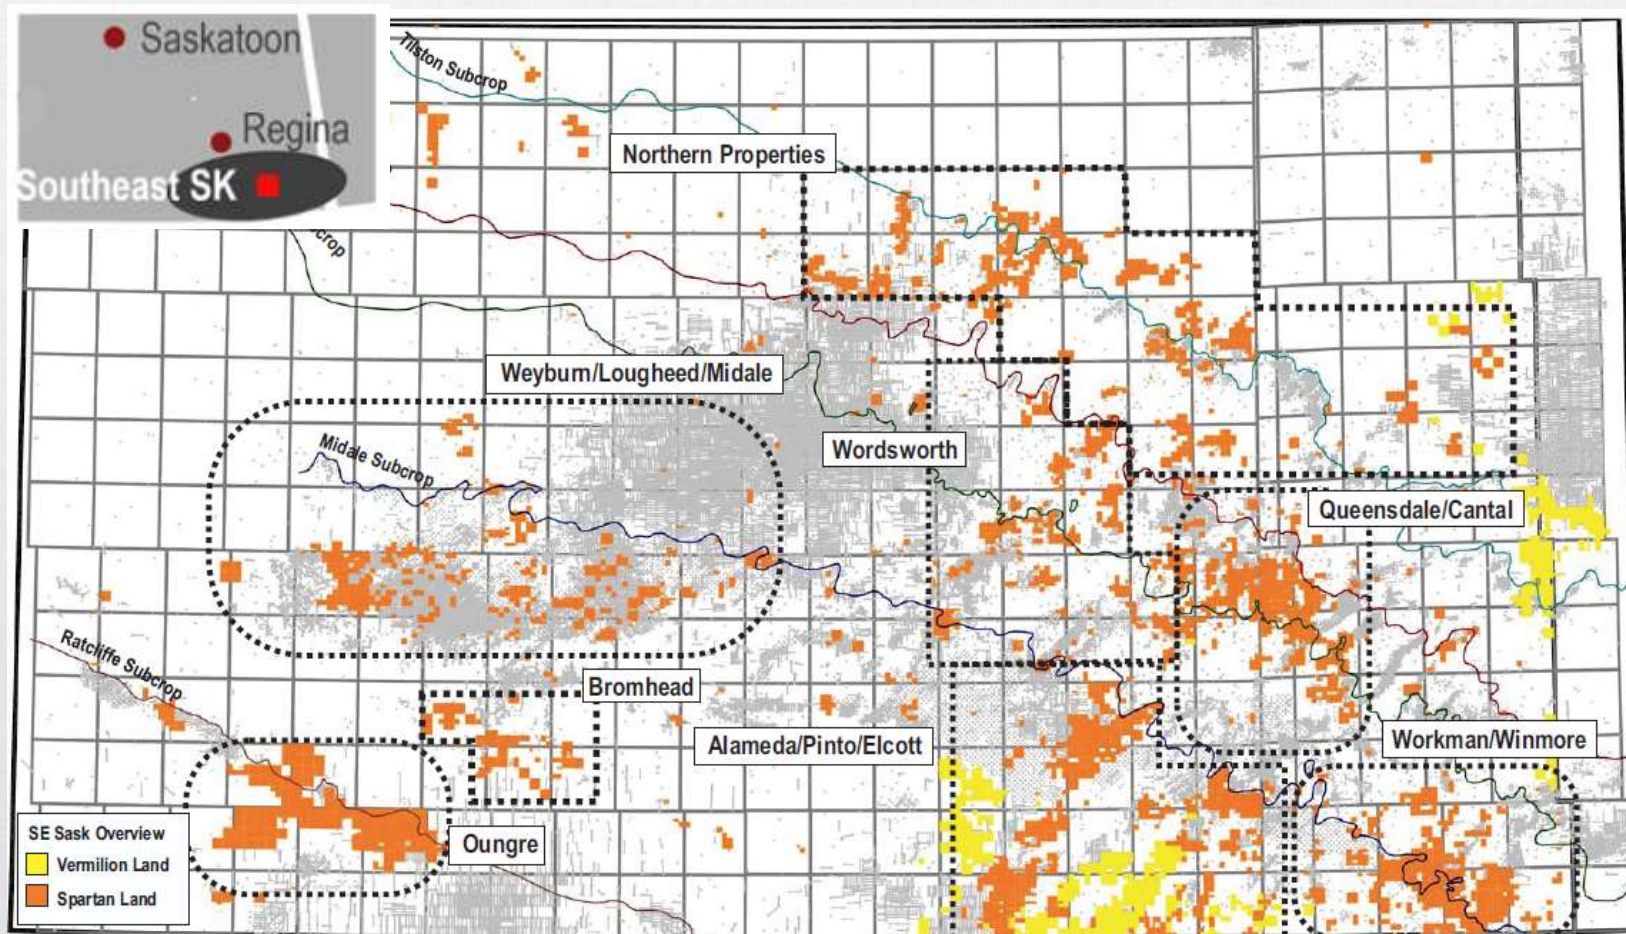 Saskatoon
Regina
Southeast SK
Tilston Subcrop
Northern Properties
crop
Weyburn/Lougheed/Midale
Midale Subcrop
Wordsworth
Queensdale/Cantal
Ratcliffe Subcrop
Bromhead
Alameda/Pinto/Elcott
Workman/Winmore
Oungre
SE Sask Overview
Vermilion Land
Spartan Land